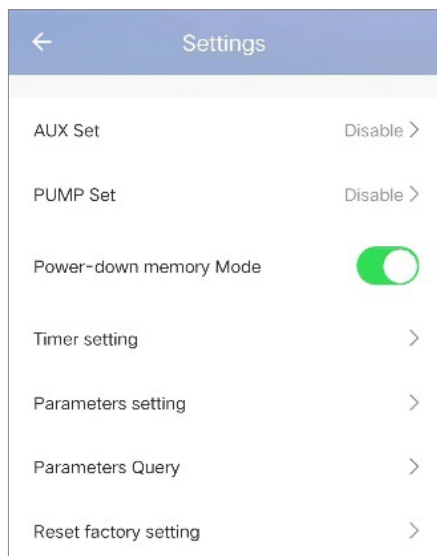 Settings
AUX Set Disable
PUMP Set Disable
Power-down memory Mode
Timer setting
Parameters setting
Parameters Query
Reset factory setting